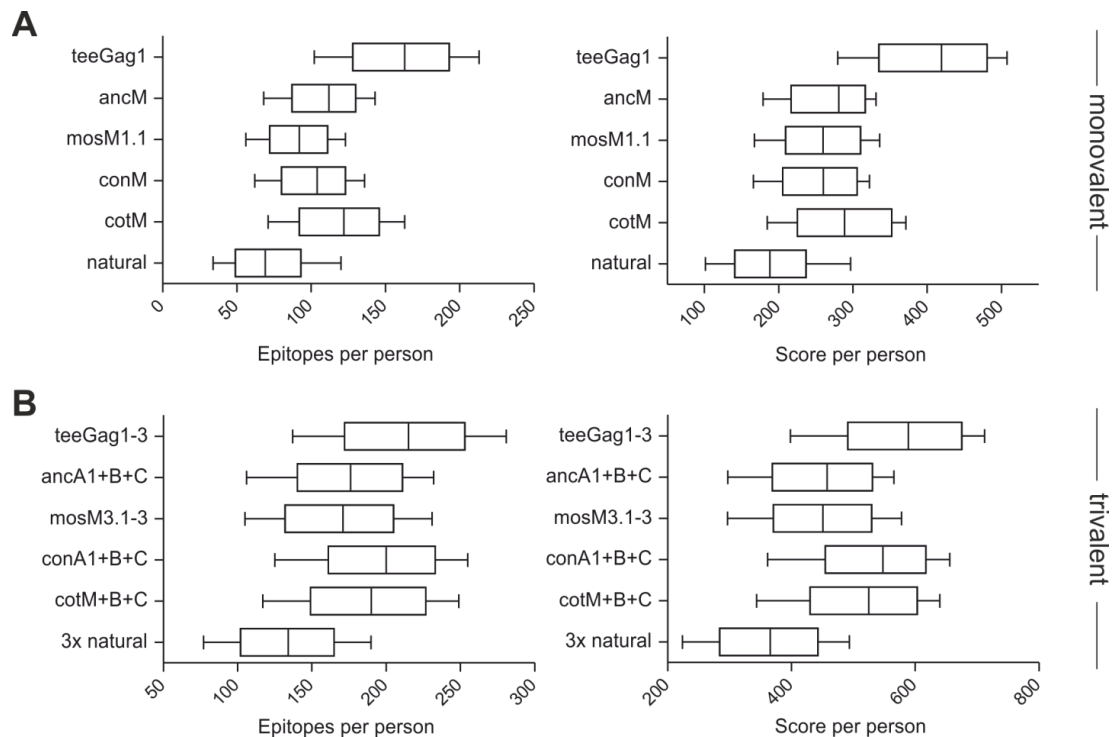 A
teeGag1
ancM
mosM1.1
conM
cotM
natural
0
50
100
150
200
250
Epitopes per person
teeGag1
ancM
mosM1.1
conM
cotM
natural
100
200
300
400
500
Score per person
monovalent
B
teeGag1-3
ancA1+B+C
mosM3.1-3
conA1+B+C
cotM+B+C
3x natural
50
100
150
200
250
300
Epitopes per person
teeGag1-3
ancA1+B+C
mosM3.1-3
conA1+B+C
cotM+B+C
3x natural
200
400
600
800
Score per person
trivalent